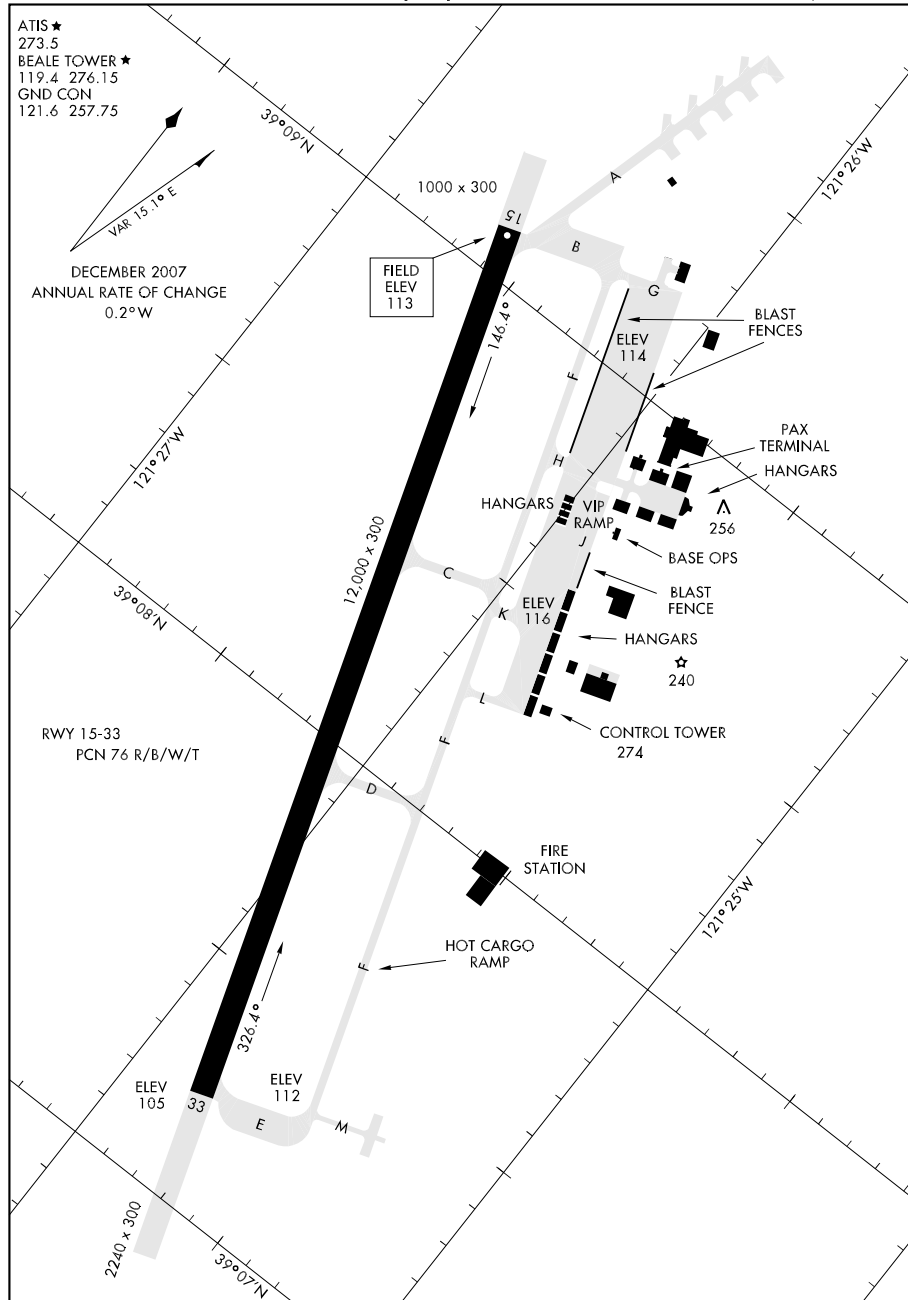 ATIS ★
273.5
BEALE TOWER ★
119.4 276.15
GND CON
121.6 257.75
VAR 15.1° E
DECEMBER 2007
ANNUAL RATE OF CHANGE
0.2° W
39°09'N
121°26'W
1000 x 300
15
A
B
G
FIELD
ELEV
113
146.4°
ELEV
114
BLAST
FENCES
F
121°27'W
PAX
TERMINAL
HANGARS
H
HANGARS
VIP
RAMP
256
J
BASE OPS
12,000 x 300
C
BLAST
FENCE
39°08'N
K
ELEV
116
HANGARS
240
L
CONTROL TOWER
274
RWY 15-33
PCN 76 R/B/W/T
F
D
FIRE
STATION
121°25'W
HOT CARGO
RAMP
F
326.4°
ELEV
105
33
ELEV
112
E
M
2240 x 300
39°07'N